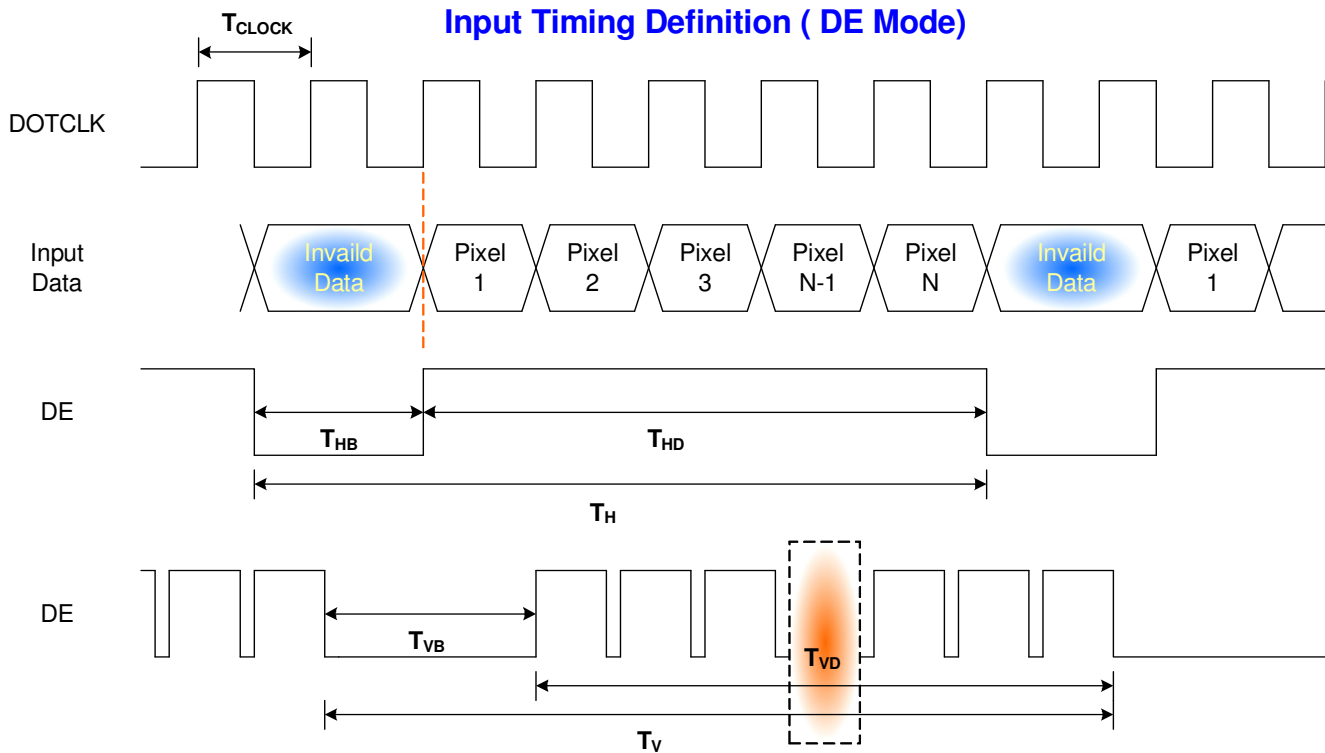 Input Timing Definition ( DE Mode)
TCLOCK
DOTCLK
Input
Data
Invaild
Data
Pixel
1
Pixel
2
Pixel
3
Pixel
N-1
Pixel
N
Invaild
Data
Pixel
1
DE
THB
THD
TH
DE
TVB
TVD
TV